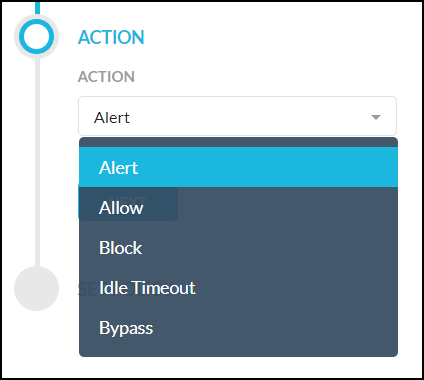 ACTION
ACTION
Alert
Alert
Allow
Block
Idle Timeout
Bypass